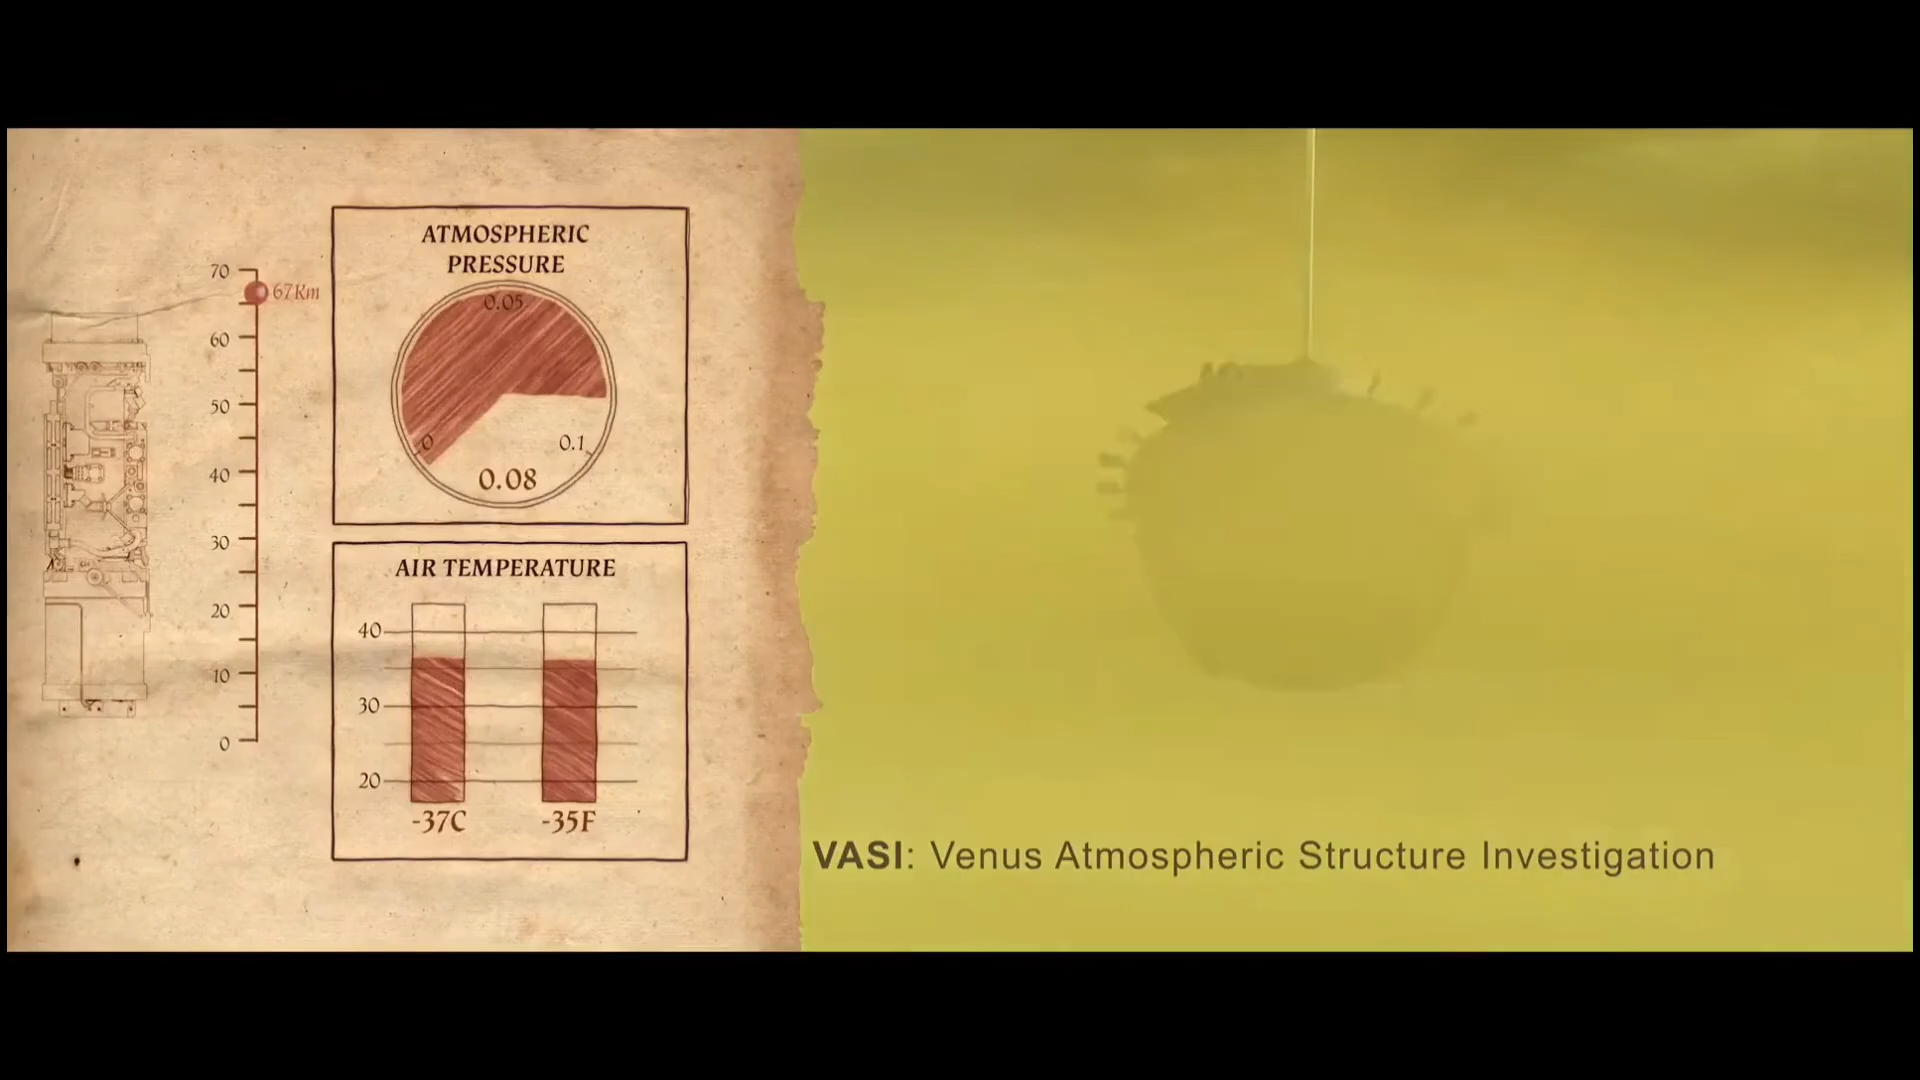 70
67Km
60
50
40
30
20
10
0
ATMOSPHERIC
PRESSURE
0.05
0
0.1
0.08
AIR TEMPERATURE
40
30
20
-37C
-35F
VASI: Venus Atmospheric Structure Investigation